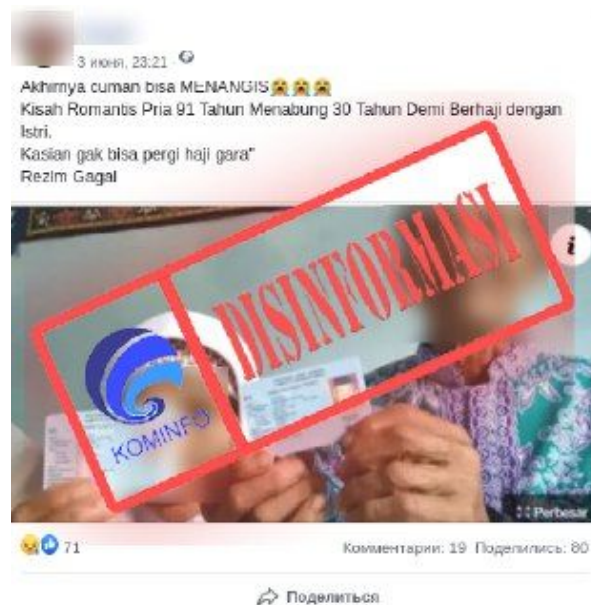 3 июня, 23:21
Akhirnya cuman bisa MENANGIS😭😭😭
Kisah Romantis Pria 91 Tahun Menabung 30 Tahun Demi Berhaji dengan
Istri.
Kasian gak bisa pergi haji gara"
Rezim Gagal
DISINFORMASI
KOMINFO
Perbesar
71
Комментарии: 19 Поделились: 80
Поделиться